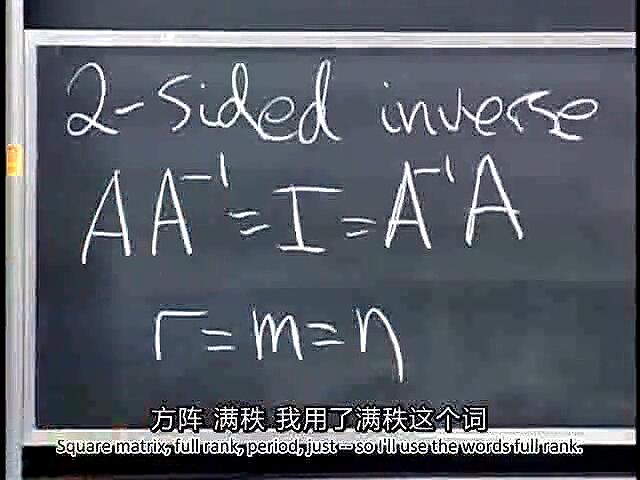 2-sided inverse
AA⁻¹ = I = A⁻¹A
r = m = n
方阵 满秩 我用了满秩这个词
Square matrix, full rank, period, just -- so I'll use the words full rank.